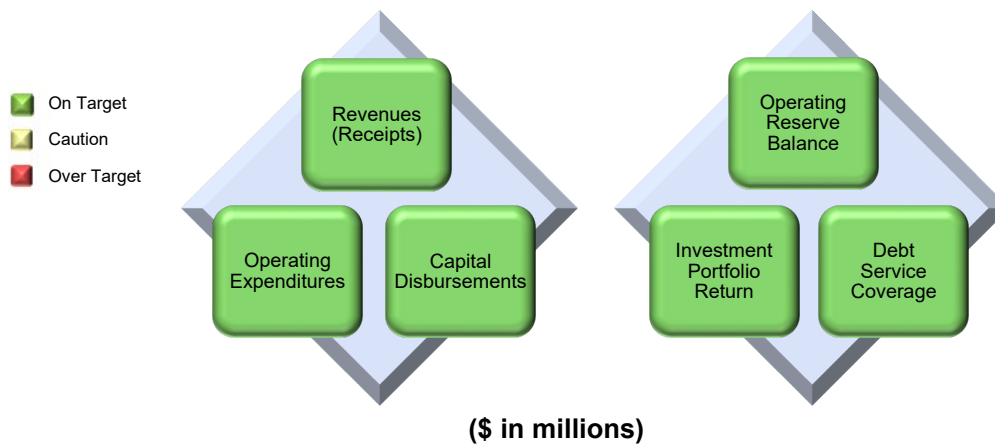 On Target
Caution
Over Target
Revenues
(Receipts)
Operating
Expenditures
Capital
Disbursements
Operating
Reserve
Balance
Investment
Portfolio
Return
Debt
Service
Coverage
($ in millions)